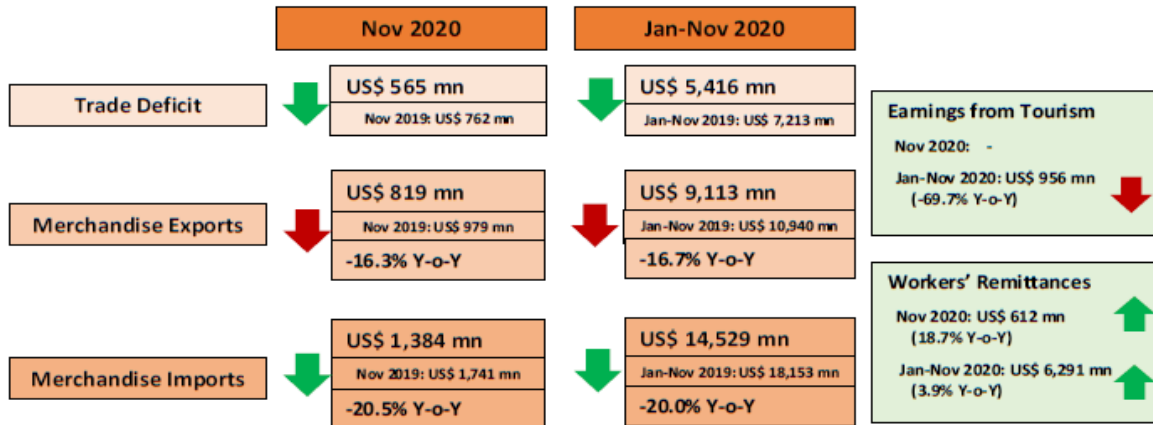 Nov 2020
Jan-Nov 2020
Trade Deficit
US$ 565 mn
Nov 2019: US$ 762 mn
US$ 5,416 mn
Jan-Nov 2019: US$ 7,213 mn
Merchandise Exports
US$ 819 mn
Nov 2019: US$ 979 mn
-16.3% Y-o-Y
US$ 9,113 mn
Jan-Nov 2019: US$ 10,940 mn
-16.7% Y-o-Y
Merchandise Imports
US$ 1,384 mn
Nov 2019: US$ 1,741 mn
-20.5% Y-o-Y
US$ 14,529 mn
Jan-Nov 2019: US$ 18,153 mn
-20.0% Y-o-Y
Earnings from Tourism
Nov 2020: -
Jan-Nov 2020: US$ 956 mn
(-69.7% Y-o-Y)
Workers' Remittances
Nov 2020: US$ 612 mn
(18.7% Y-o-Y)
Jan-Nov 2020: US$ 6,291 mn
(3.9% Y-o-Y)